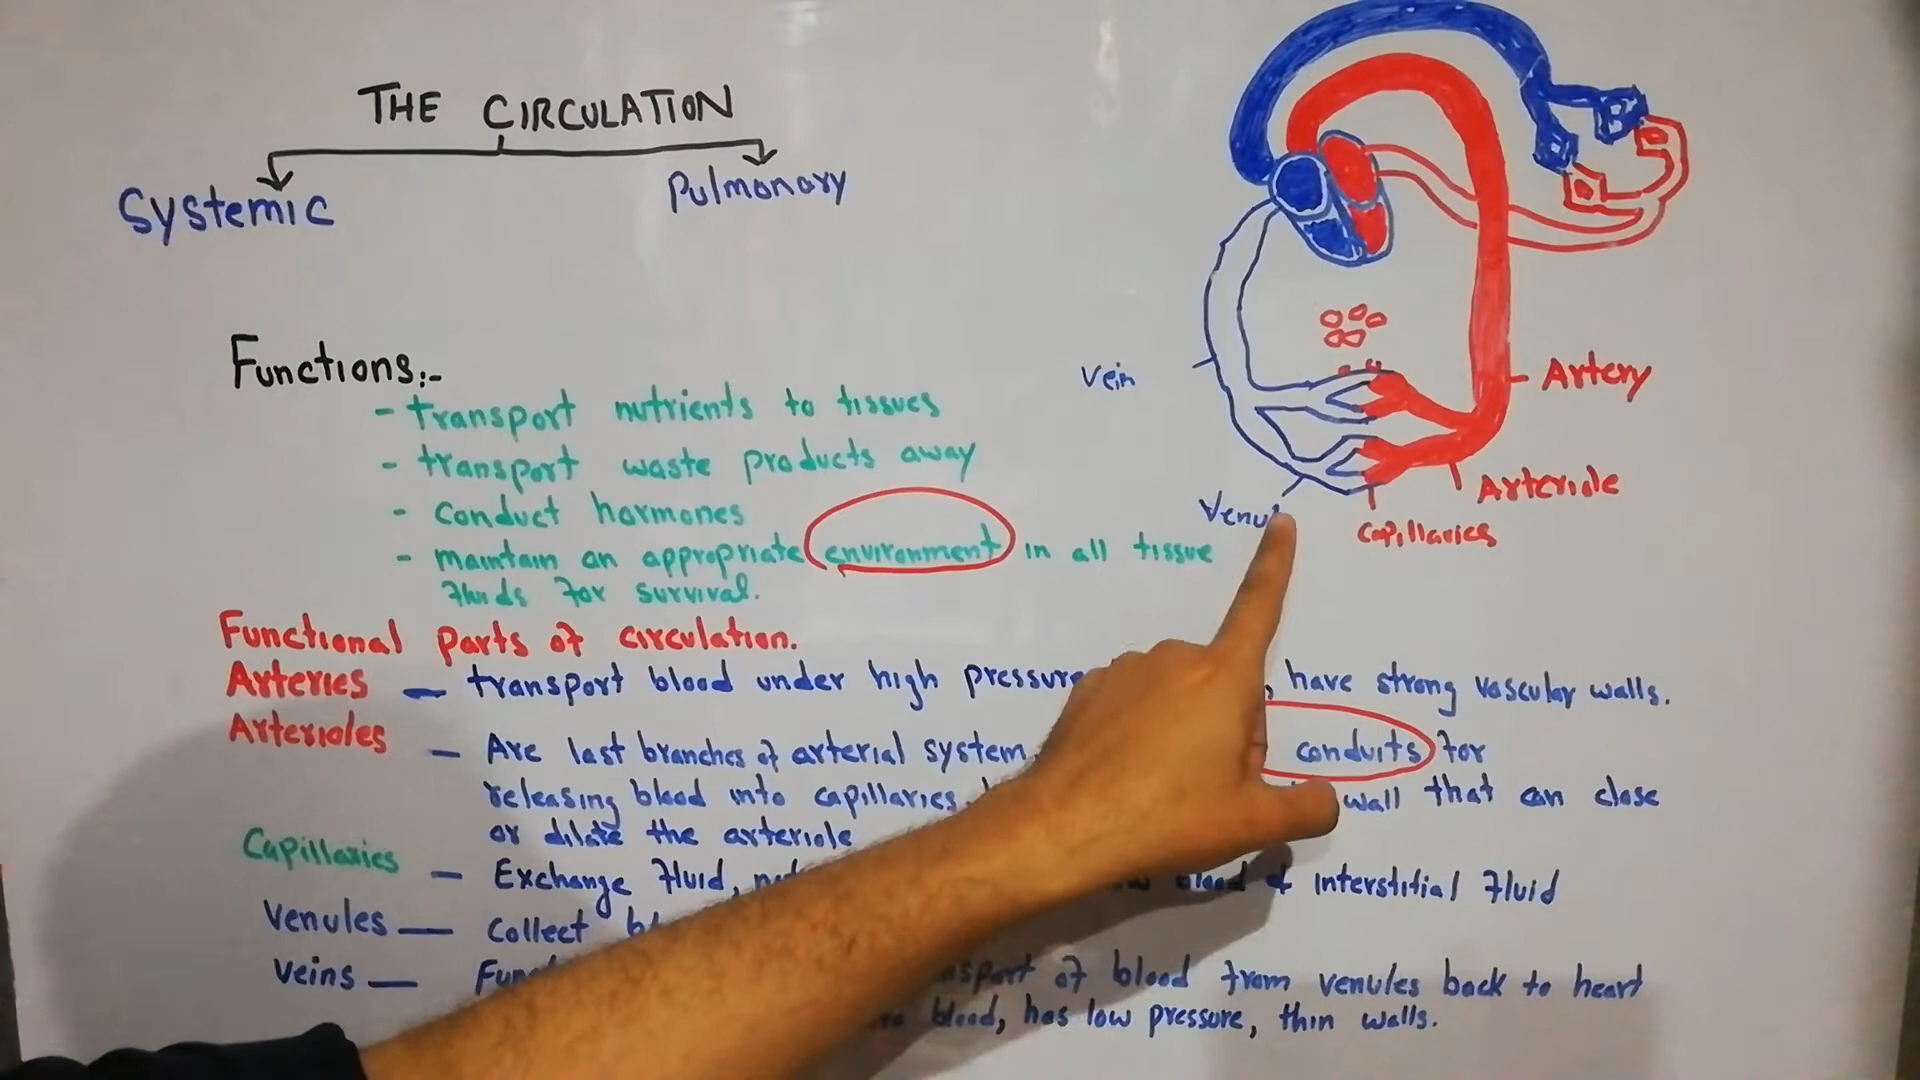 THE CIRCULATION
Systemic
Pulmonary
Functions:-
- transport nutrients to tissues
- transport waste products away
- conduct hormones
- maintain an appropriate environment in all tissue
fluids for survival.
Vein
Artery
Arteriole
Capillaries
Functional parts of circulation.
Arteries - transport blood under high pressure , have strong vascular walls.
Arterioles - Are last branches of arterial system conduits for
releasing blood into capillaries. wall that can close
or dilate the arteriole
Capillaries - Exchange fluid, blood & interstitial fluid
Venules - Collect
Veins - of blood from venules back to heart
blood, has low pressure, thin walls.